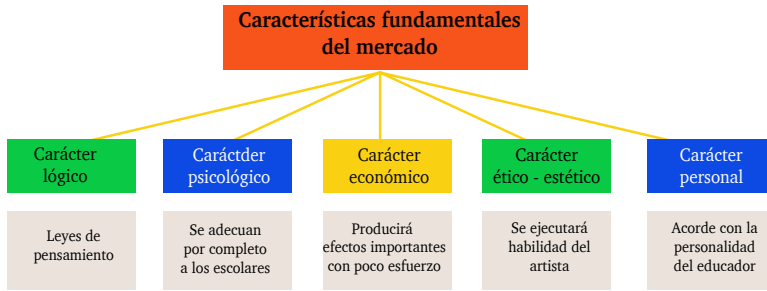 Características fundamentales
del mercado
Carácter
lógico
Caráctder
psicológico
Carácter
económico
Carácter
ético - estético
Carácter
personal
Leyes de
pensamiento
Se adecuan
por completo
a los escolares
Producirá
efectos importantes
con poco esfuerzo
Se ejecutará
habilidad del
artista
Acorde con la
personalidad
del educador